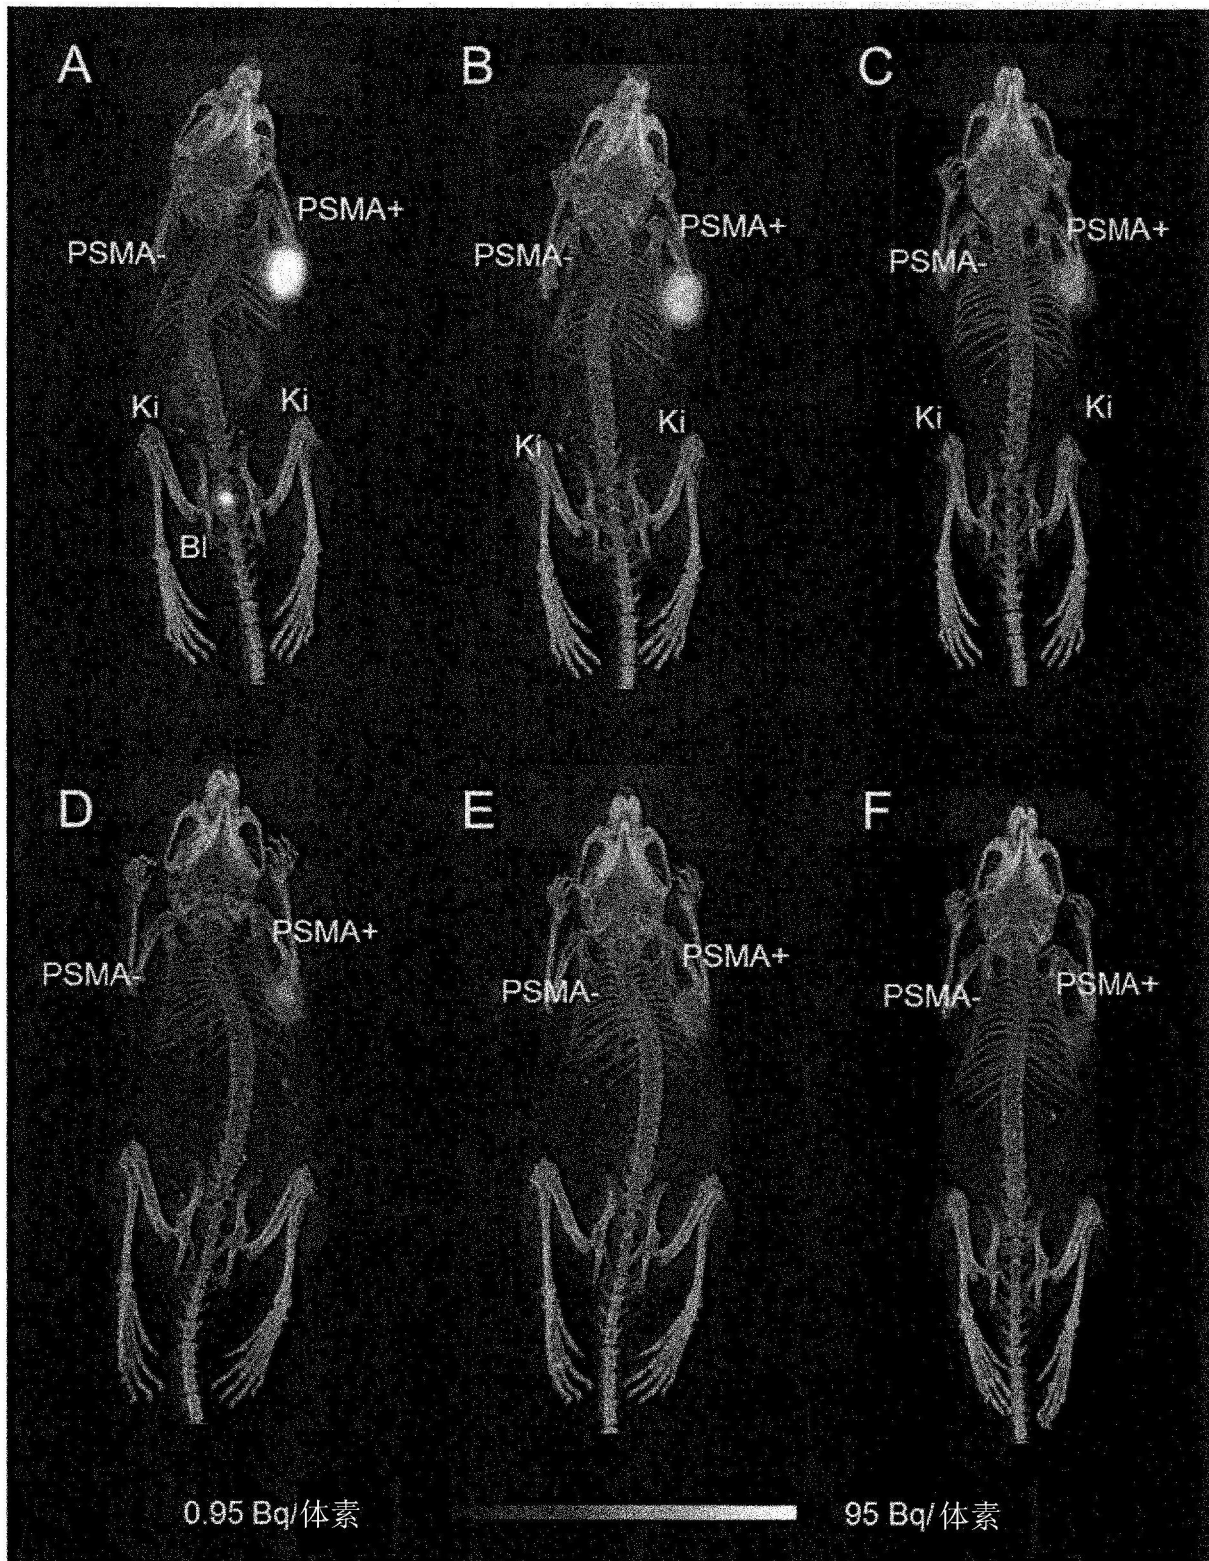 A
PSMA-
PSMA+
Ki
Ki
Bl
B
PSMA-
PSMA+
Ki
Ki
C
PSMA-
PSMA+
Ki
Ki
D
PSMA-
PSMA+
E
PSMA-
PSMA+
F
PSMA-
PSMA+
0.95 Bq/体素
95 Bq/体素